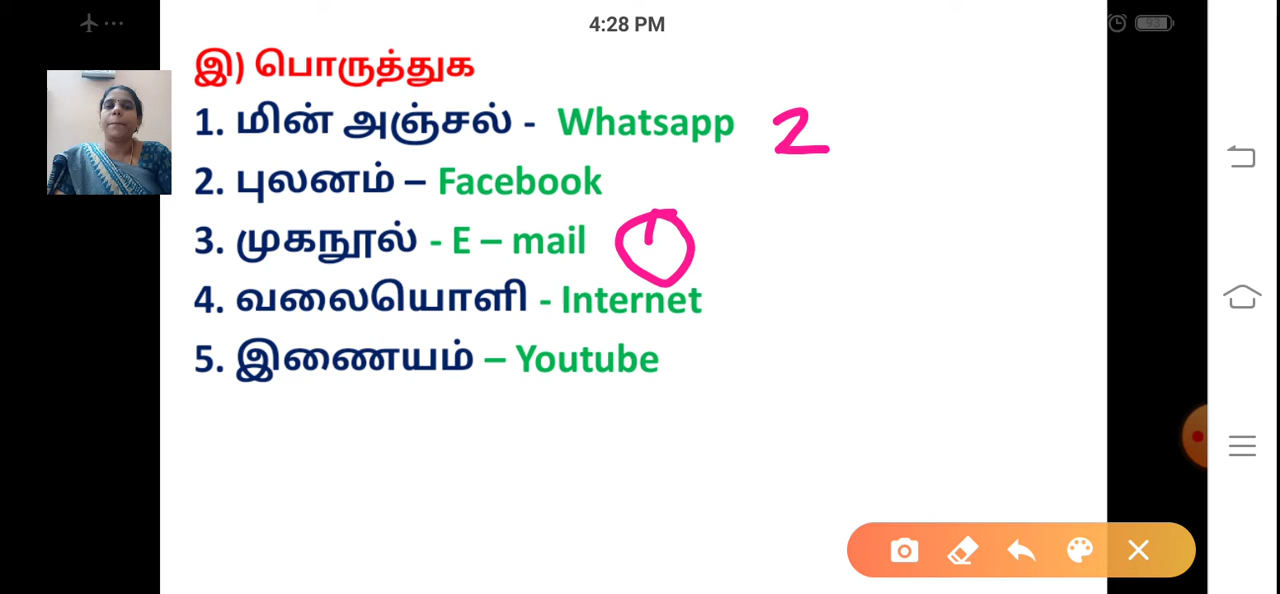 4:28 PM
93
இ) பொருத்துக
1. மின் அஞ்சல் - Whatsapp 2
2. புலனம் – Facebook
3. முகநூல் - E – mail 1
4. வலையொளி - Internet
5. இணையம் – Youtube